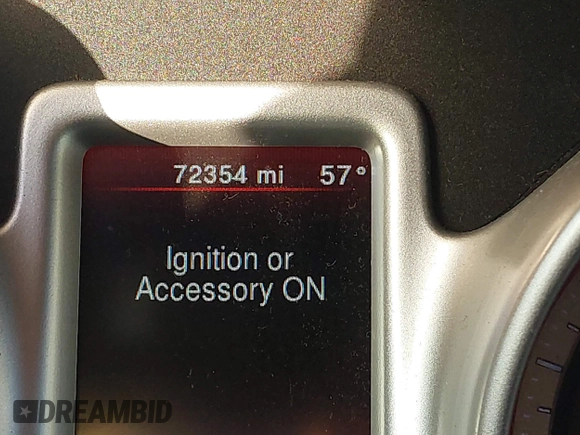 72354 mi 57°
Ignition or
Accessory ON
DREAMBID